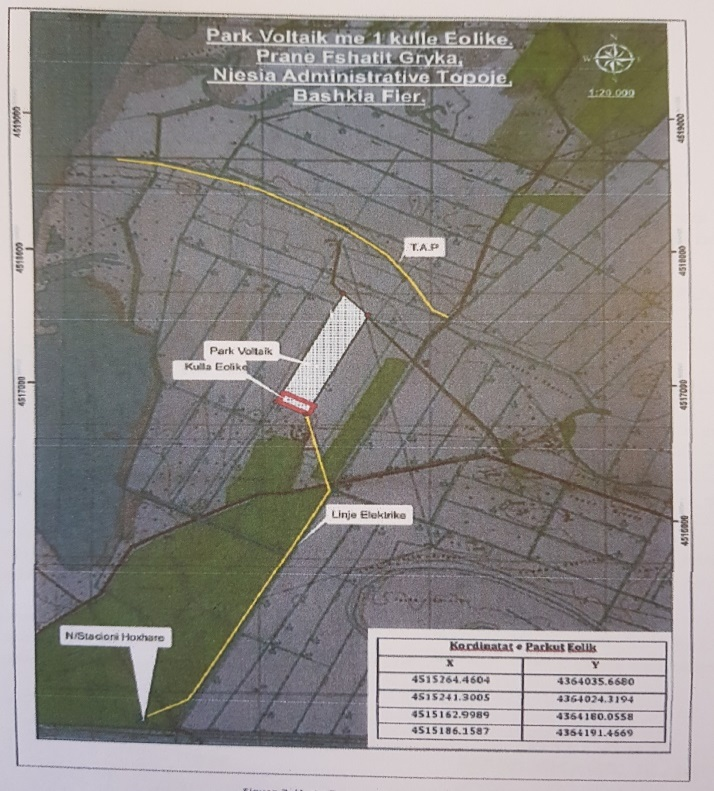 Park Voltaik me 1 kulle Eolike,
Prane Fshatit Gryka,
Njesia Administrative Topoje,
Bashkia Fier.
N
W
1:20.000
4519000
4519000
T.A.P
4518000
4518000
Park Voltaik
Kulla Eolike
4517000
4517000
Linje Elektrike
4516000
N/Stacioni Hoxhare
Kordinatat e Parkut Eolik
X Y
4515264.4604 4364035.6680
4515241.3005 4364024.3194
4515162.9989 4364180.0558
4515186.1587 4364191.4669